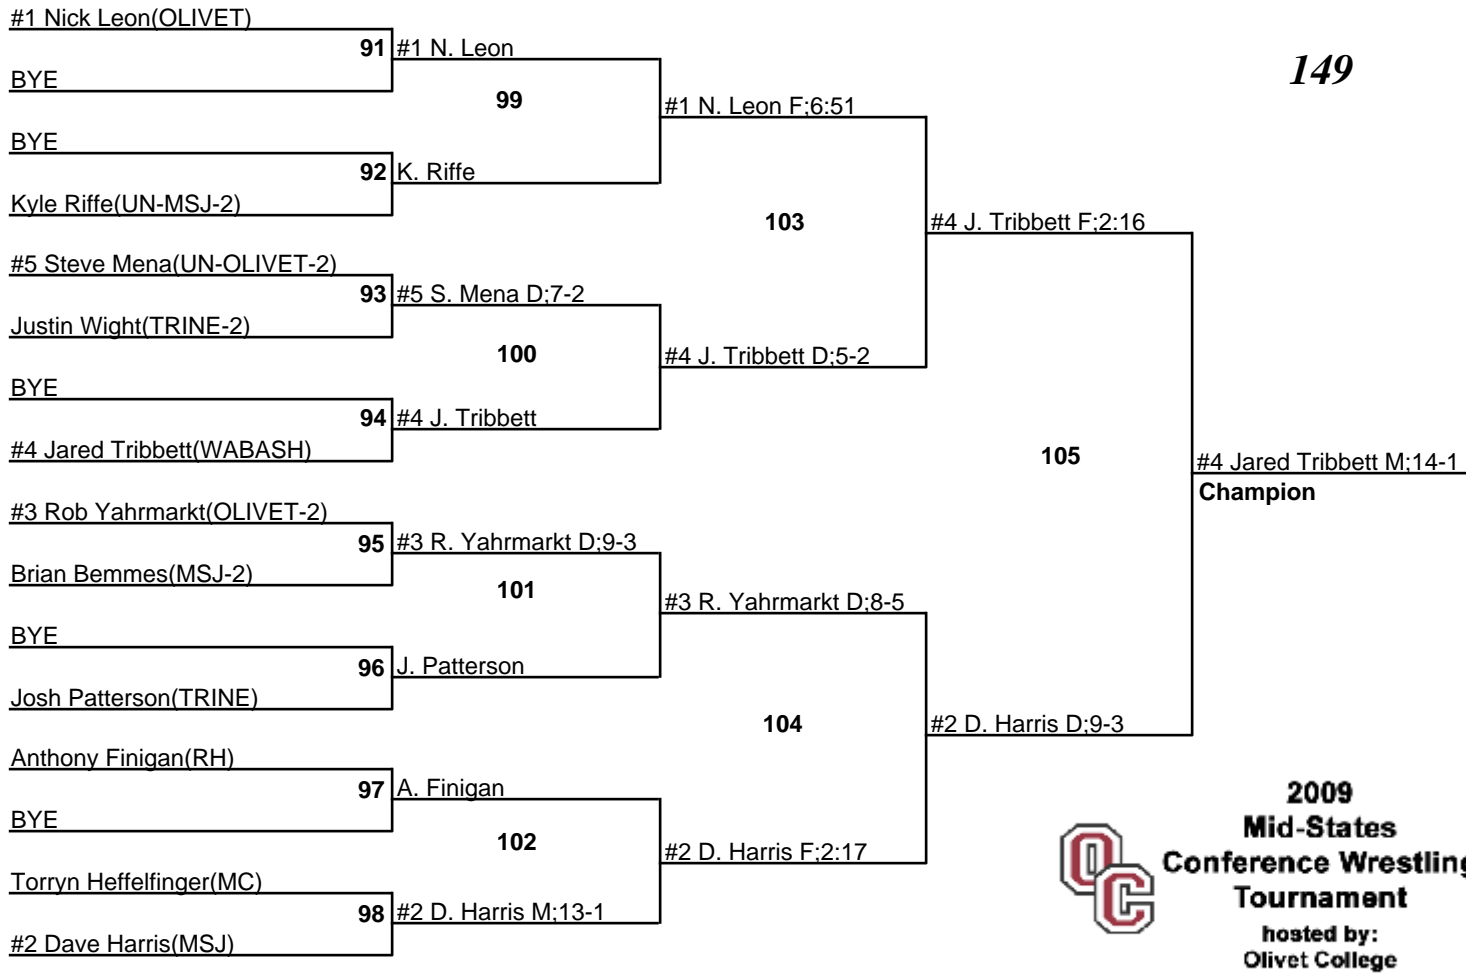 #1 Nick Leon(OLIVET)
91
BYE
#1 N. Leon
99
BYE
92
Kyle Riffe(UN-MSJ-2)
K. Riffe
#1 N. Leon F;6:51
103
#5 Steve Mena(UN-OLIVET-2)
93
Justin Wight(TRINE-2)
#5 S. Mena D;7-2
100
BYE
94
#4 Jared Tribbett(WABASH)
#4 J. Tribbett
#4 J. Tribbett D;5-2
#4 J. Tribbett F;2:16
105
#3 Rob Yahrmarkt(OLIVET-2)
95
Brian Bemmes(MSJ-2)
#3 R. Yahrmarkt D;9-3
101
BYE
96
Josh Patterson(TRINE)
J. Patterson
#3 R. Yahrmarkt D;8-5
104
Anthony Finigan(RH)
97
BYE
A. Finigan
102
Torryn Heffelfinger(MC)
98
#2 Dave Harris(MSJ)
#2 D. Harris M;13-1
#2 D. Harris F;2:17
#2 D. Harris D;9-3
#4 Jared Tribbett M;14-1
Champion
149
OC
2009
Mid-States
Conference Wrestling
Tournament
hosted by:
Olivet College